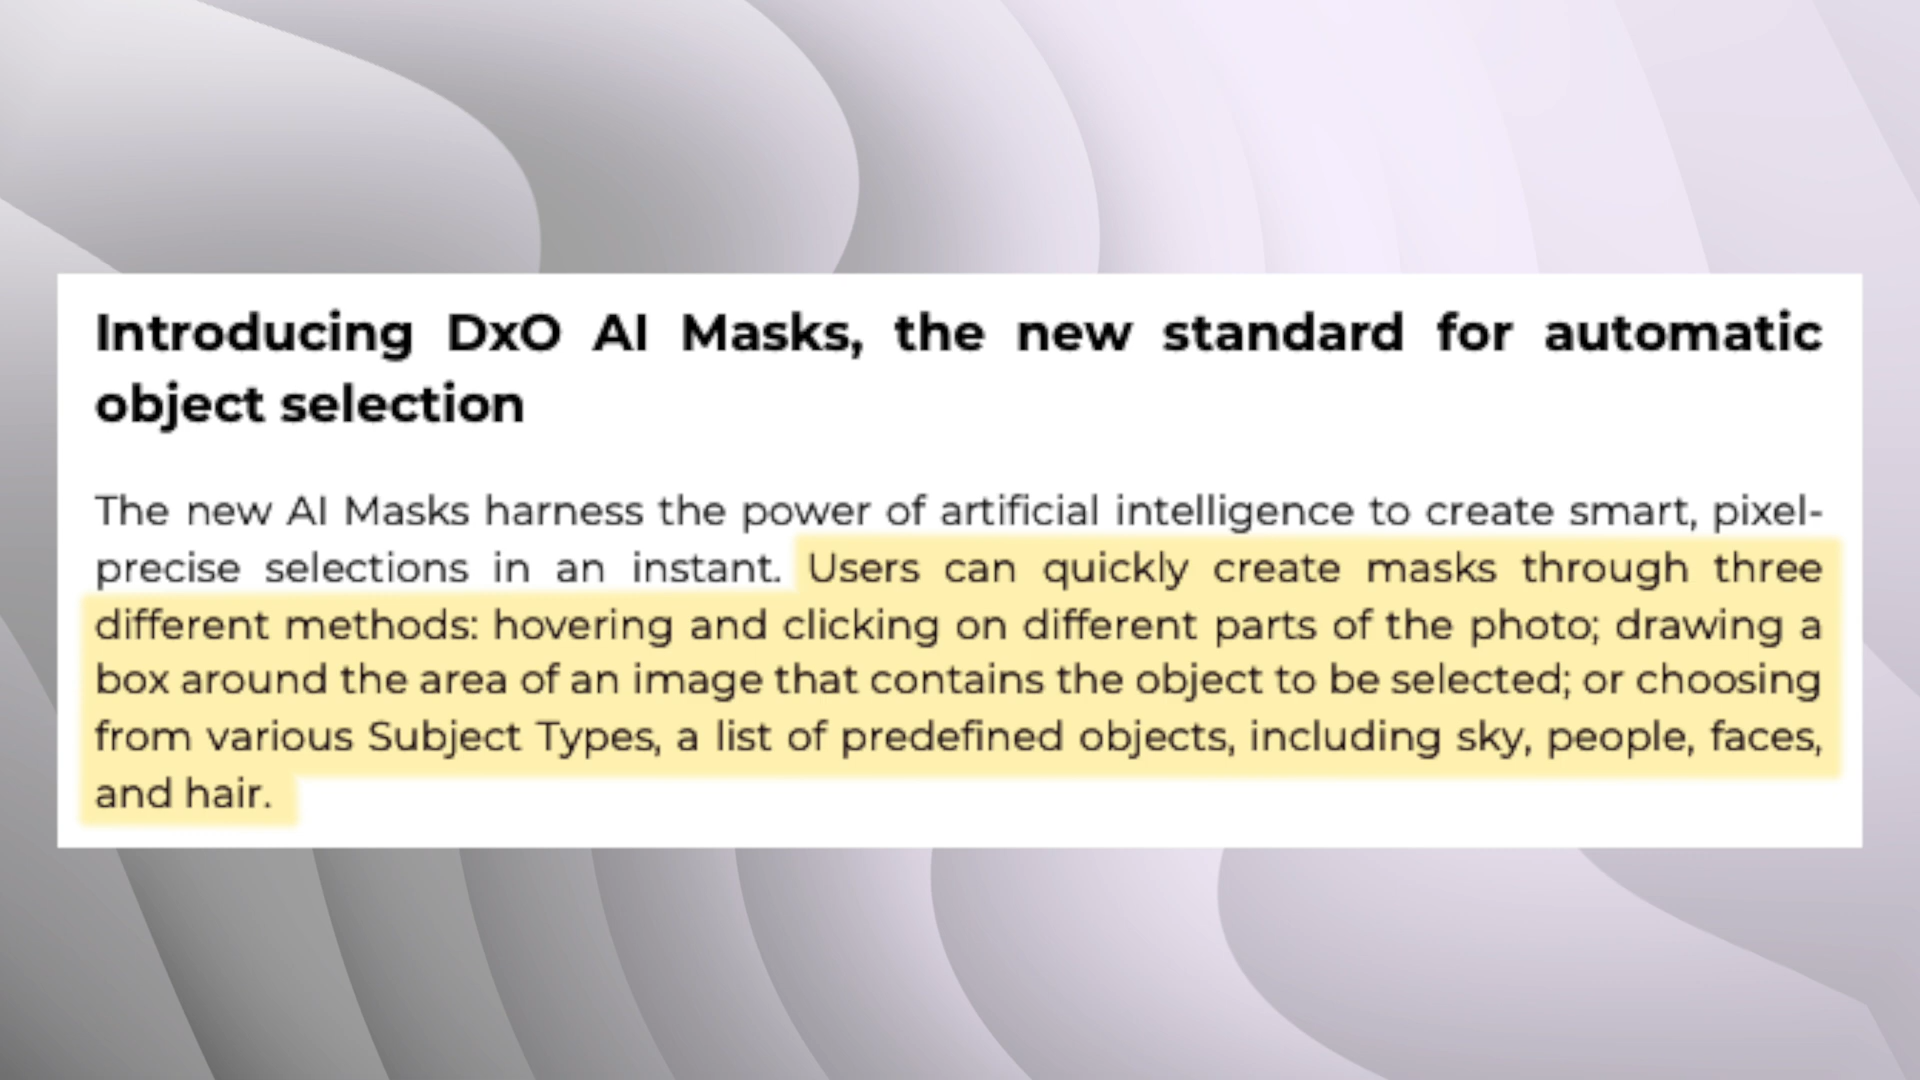 Introducing DxO AI Masks, the new standard for automatic
object selection
The new AI Masks harness the power of artificial intelligence to create smart, pixel-
precise selections in an instant. Users can quickly create masks through three
different methods: hovering and clicking on different parts of the photo; drawing a
box around the area of an image that contains the object to be selected; or choosing
from various Subject Types, a list of predefined objects, including sky, people, faces,
and hair.